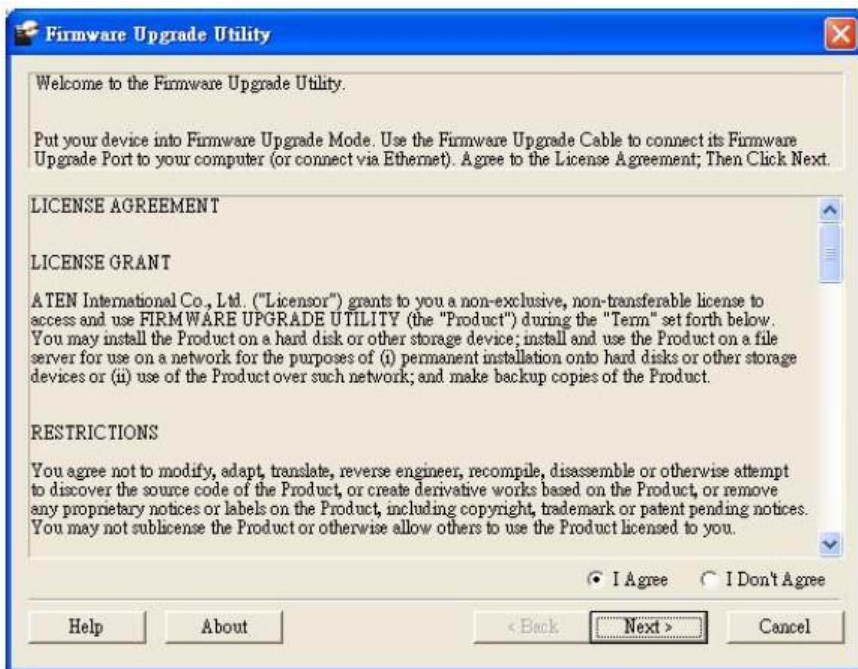 Firmware Upgrade Utility
Welcome to the Firmware Upgrade Utility.
Put your device into Firmware Upgrade Mode. Use the Firmware Upgrade Cable to connect its Firmware
Upgrade Port to your computer (or connect via Ethernet). Agree to the License Agreement; Then Click Next.
LICENSE AGREEMENT
LICENSE GRANT
ATEN International Co., Ltd. ("Licensor") grants to you a non-exclusive, non-transferable license to
access and use FIRMWARE UPGRADE UTILITY (the "Product") during the "Term" set forth below.
You may install the Product on a hard disk or other storage device; install and use the Product on a file
server for use on a network for the purposes of (i) permanent installation onto hard disks or other storage
devices or (ii) use of the Product over such network; and make backup copies of the Product.
RESTRICTIONS
You agree not to modify, adapt, translate, reverse engineer, recompile, disassemble or otherwise attempt
to discover the source code of the Product, or create derivative works based on the Product, or remove
any proprietary notices or labels on the Product, including copyright, trademark or patent pending notices.
You may not sublicense the Product or otherwise allow others to use the Product licensed to you.
I Agree I Don't Agree
Help About < Back Next > Cancel